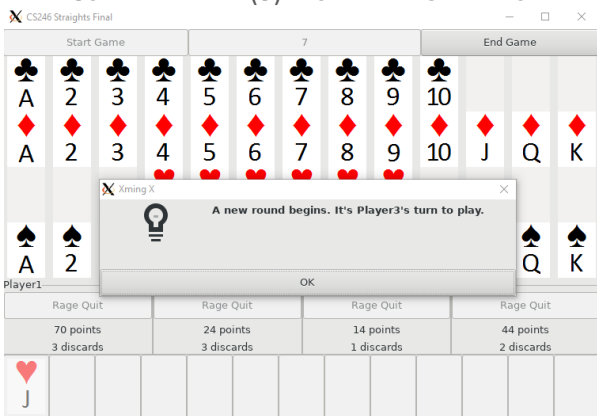 CS246 Straights Final
Start Game 7 End Game
A 2 3 4 5 6 7 8 9 10
A 2 3 4 5 6 7 8 9 10 J Q K
Xming X
A new round begins. It's Player3's turn to play.
OK
A 2 Q K
Player1
Rage Quit Rage Quit Rage Quit Rage Quit
70 points 24 points 14 points 44 points
3 discards 3 discards 1 discards 2 discards
J